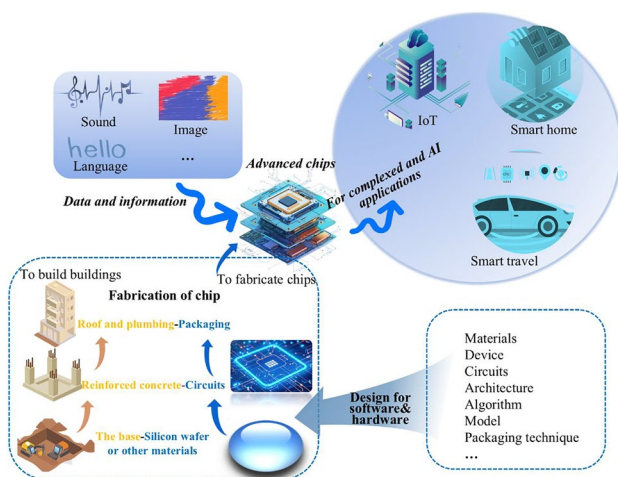 Sound
Image
hello
Language
...
Data and information
Advanced chips
For complexed and AI
applications
IoT
Smart home
Smart travel
To build buildings
To fabricate chips
Fabrication of chip
Roof and plumbing-Packaging
Reinforced concrete-Circuits
The base-Silicon wafer
or other materials
Design for
software&
hardware
Materials
Device
Circuits
Architecture
Algorithm
Model
Packaging technique
...